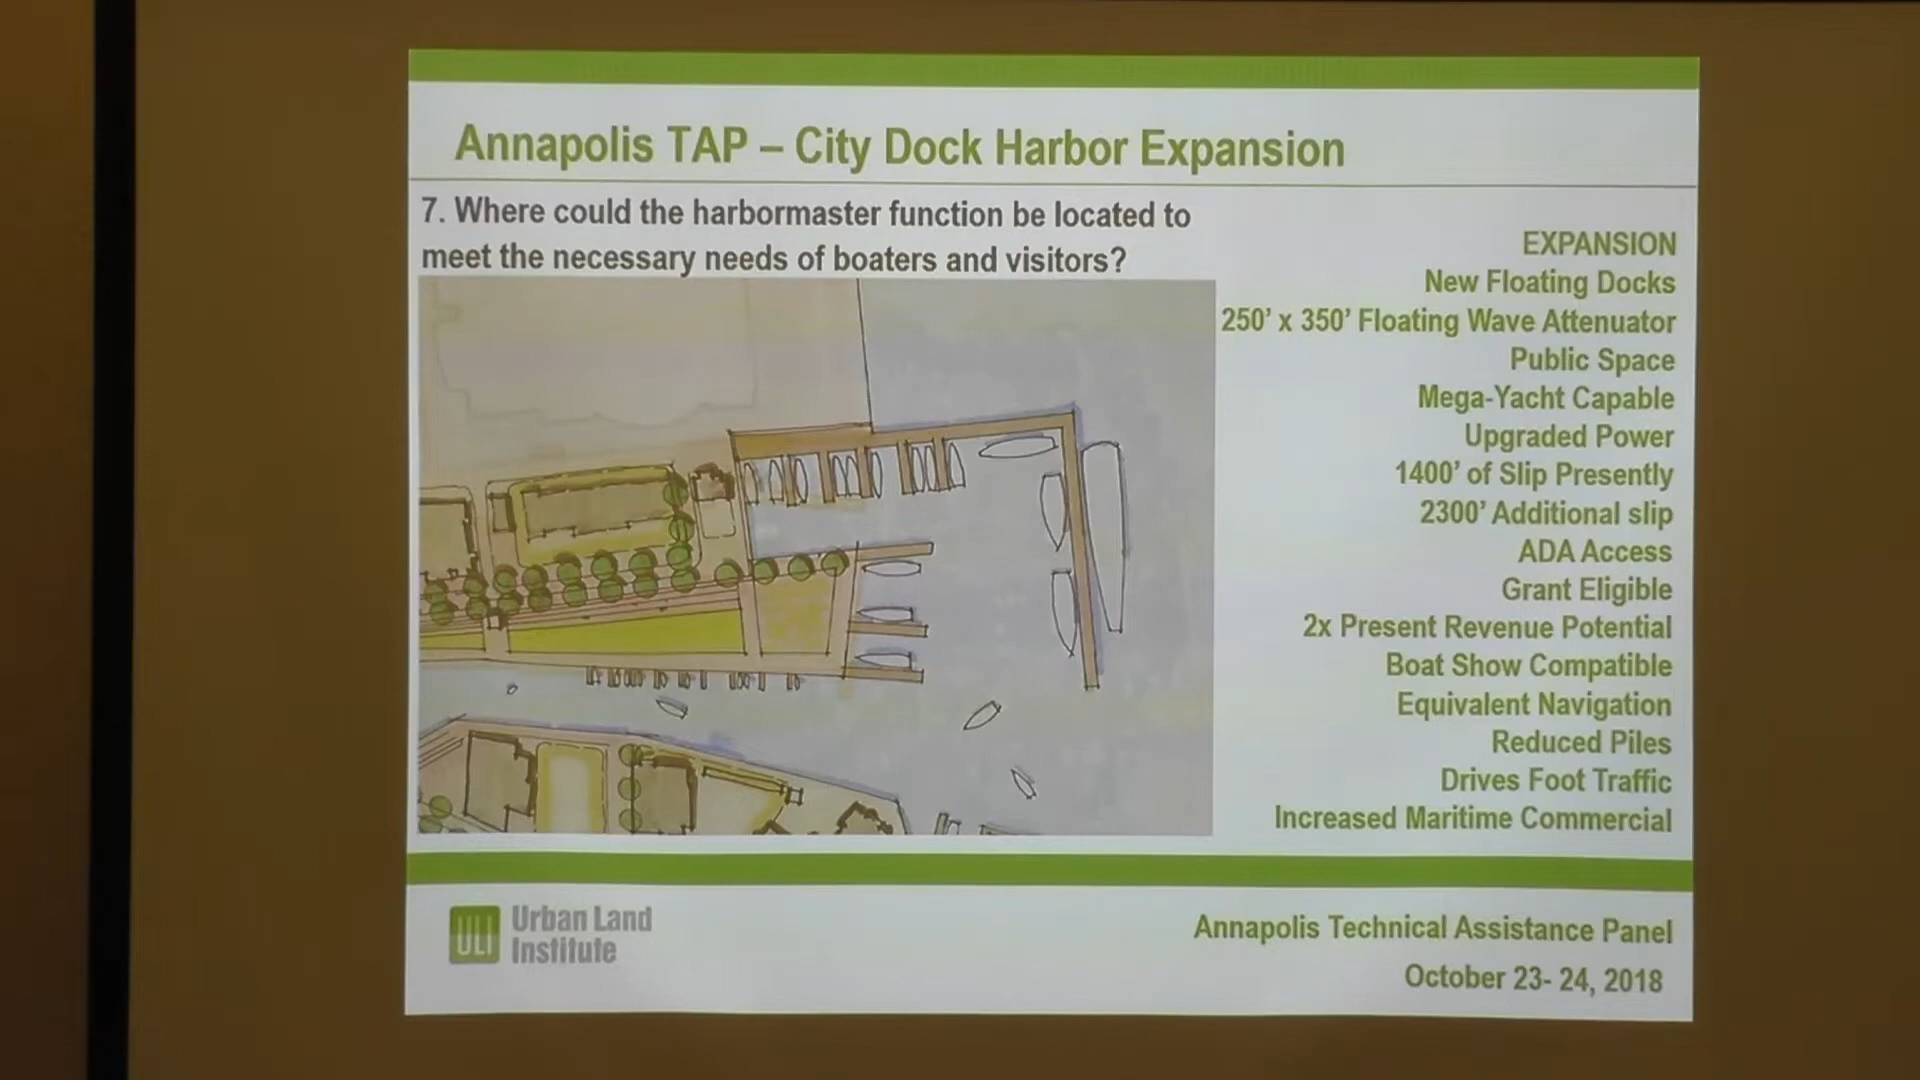 Annapolis TAP – City Dock Harbor Expansion
7. Where could the harbormaster function be located to
meet the necessary needs of boaters and visitors?
EXPANSION
New Floating Docks
250' x 350' Floating Wave Attenuator
Public Space
Mega-Yacht Capable
Upgraded Power
1400' of Slip Presently
2300' Additional slip
ADA Access
Grant Eligible
2x Present Revenue Potential
Boat Show Compatible
Equivalent Navigation
Reduced Piles
Drives Foot Traffic
Increased Maritime Commercial
ULI
Urban Land
Institute
Annapolis Technical Assistance Panel
October 23- 24, 2018